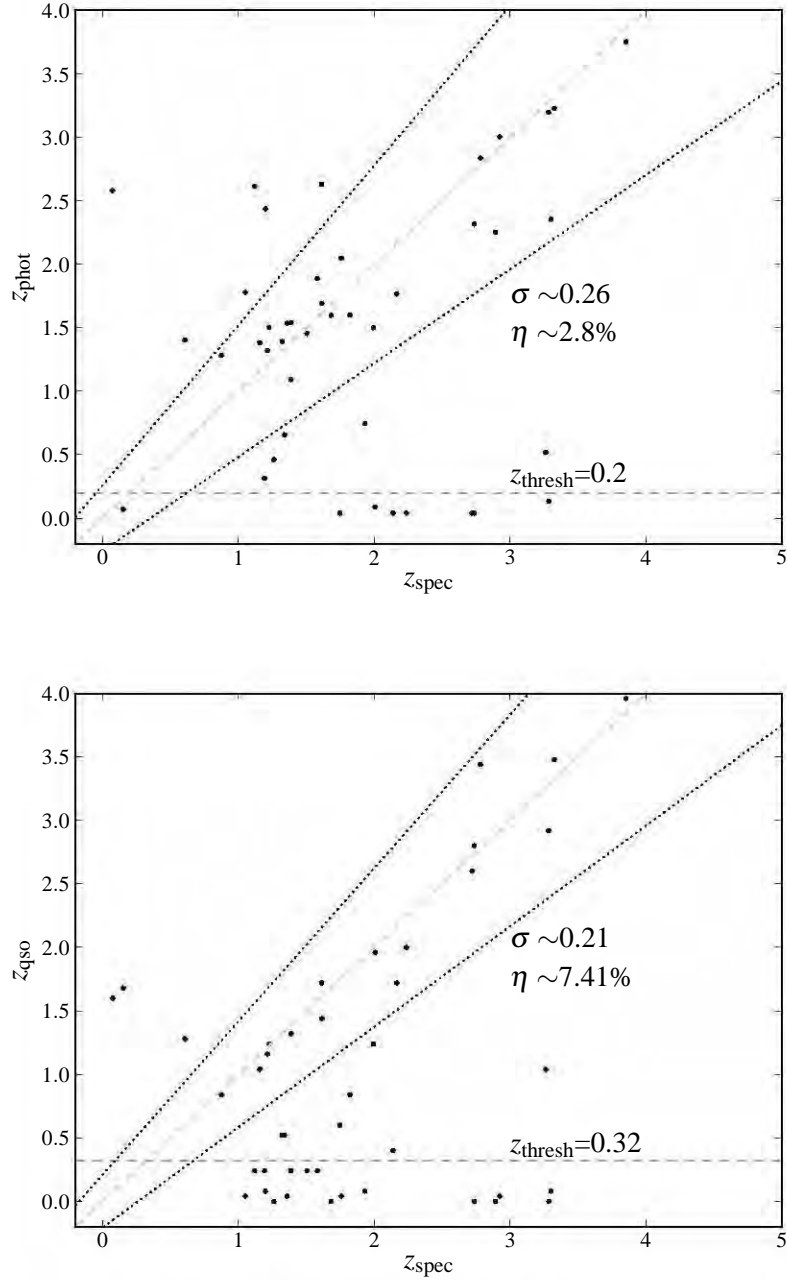 4.0
3.5
3.0
2.5
2.0
1.5
1.0
0.5
0.0
z_phot
σ ~0.26
η ~2.8%
z_thresh=0.2
0 1 2 3 4 5
z_spec
4.0
3.5
3.0
2.5
2.0
1.5
1.0
0.5
0.0
z_qso
σ ~0.21
η ~7.41%
z_thresh=0.32
0 1 2 3 4 5
z_spec